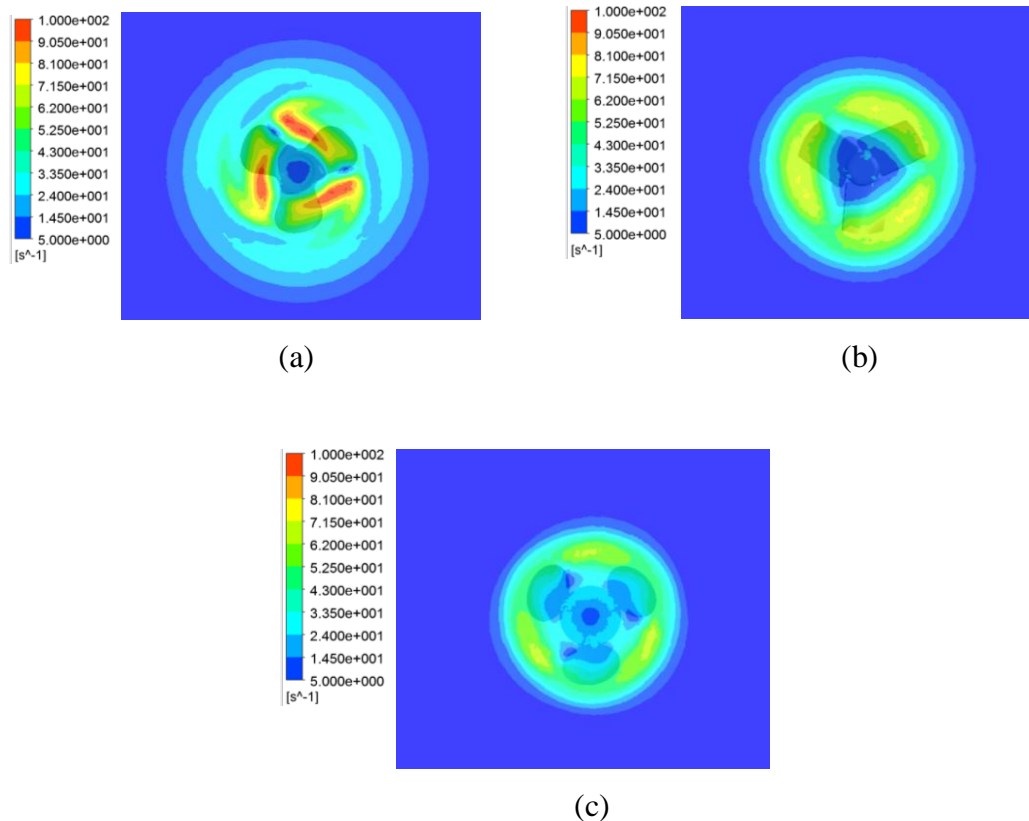 1.000e+002
9.050e+001
8.100e+001
7.150e+001
6.200e+001
5.250e+001
4.300e+001
3.350e+001
2.400e+001
1.450e+001
5.000e+000
[s^-1]
(a)
1.000e+002
9.050e+001
8.100e+001
7.150e+001
6.200e+001
5.250e+001
4.300e+001
3.350e+001
2.400e+001
1.450e+001
5.000e+000
[s^-1]
(b)
1.000e+002
9.050e+001
8.100e+001
7.150e+001
6.200e+001
5.250e+001
4.300e+001
3.350e+001
2.400e+001
1.450e+001
5.000e+000
[s^-1]
(c)